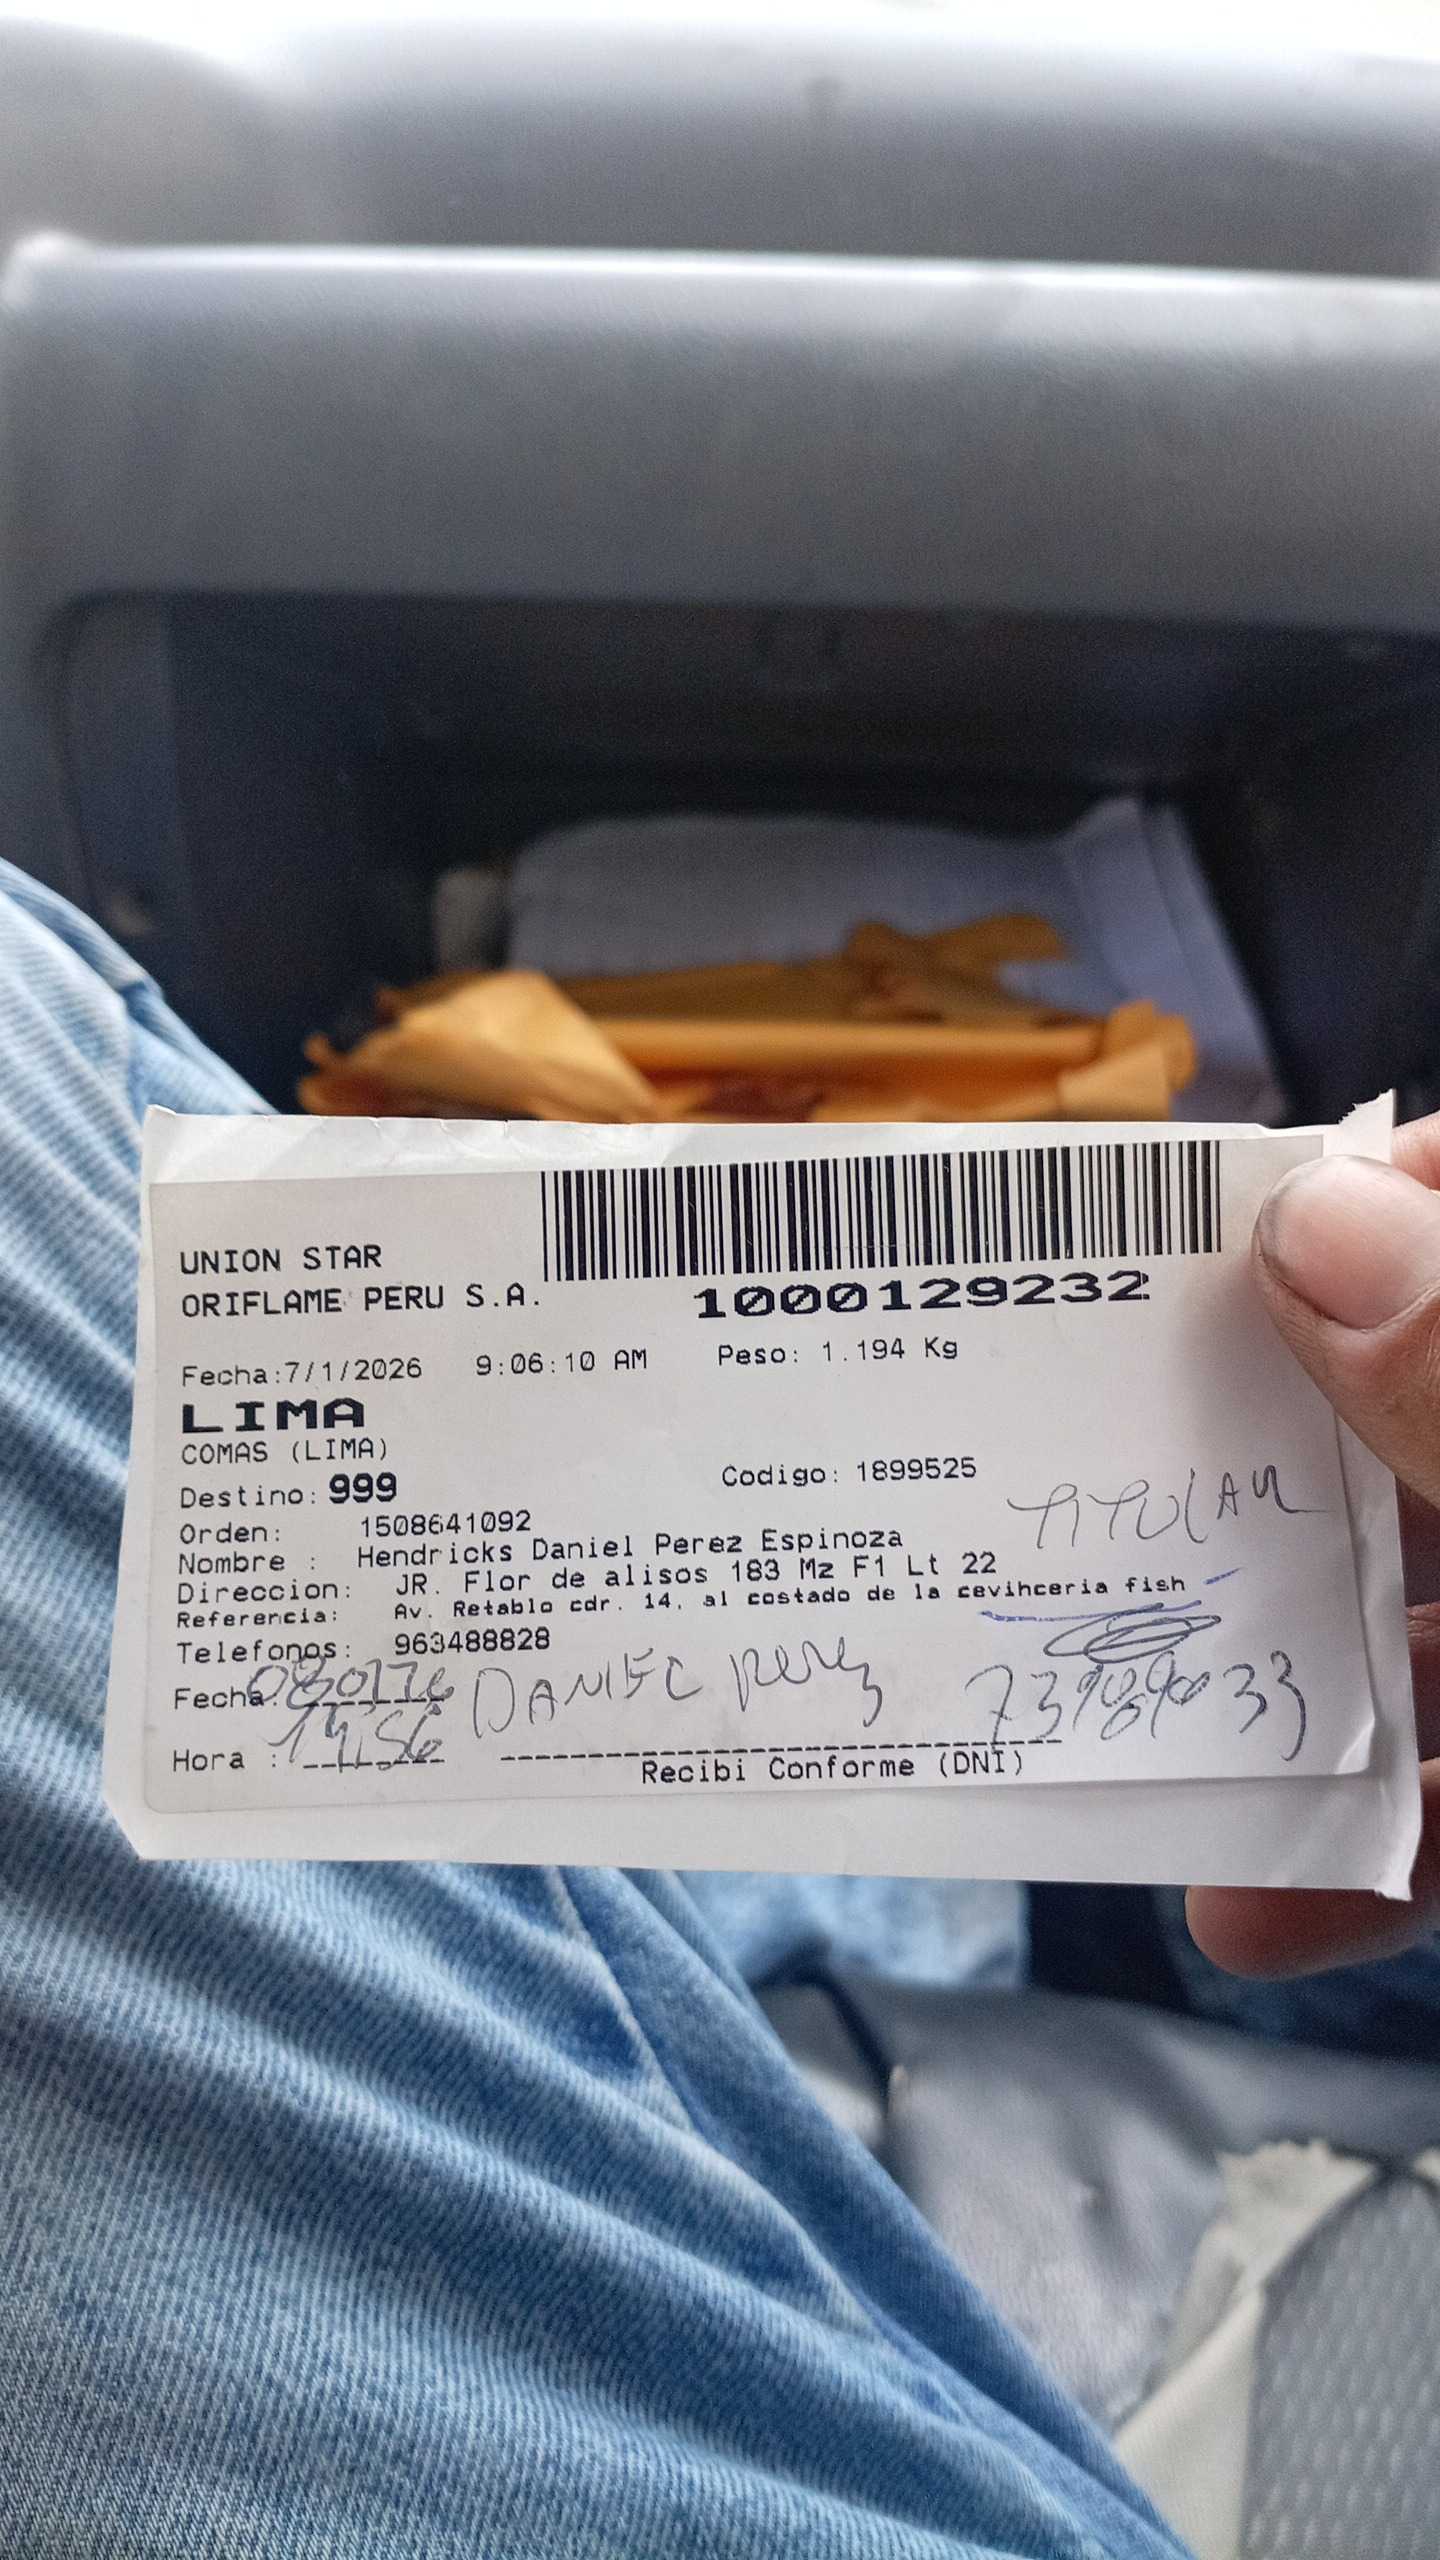 UNION STAR
ORIFLAME PERU S.A.
1000129232
Fecha:7/1/2026 9:06:10 AM Peso: 1.194 Kg
LIMA
COMAS (LIMA)
Destino: 999 Codigo: 1899525
TITULAR
Orden: 1508641092
Nombre : Hendricks Daniel Perez Espinoza
Direccion: JR. Flor de alisos 183 Mz F1 Lt 22
Referencia: Av. Retablo cdr. 14, al costado de la cevihceria fish
Telefonos: 963488828
Fecha: DANIEL Perez
Hora :
Recibi Conforme (DNI)